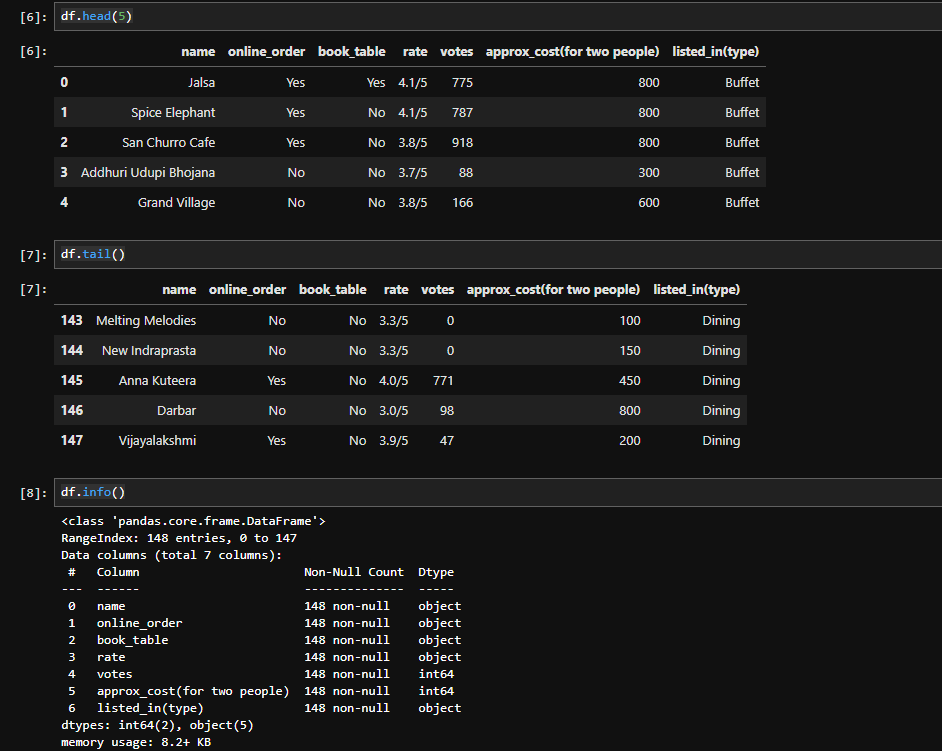 [6]: df.head(5)
[6]: name online_order book_table rate votes approx_cost(for two people) listed_in(type)
0 Jalsa Yes Yes 4.1/5 775 800 Buffet
1 Spice Elephant Yes No 4.1/5 787 800 Buffet
2 San Churro Cafe Yes No 3.8/5 918 800 Buffet
3 Addhuri Udupi Bhojana No No 3.7/5 88 300 Buffet
4 Grand Village No No 3.8/5 166 600 Buffet
[7]: df.tail()
[7]: name online_order book_table rate votes approx_cost(for two people) listed_in(type)
143 Melting Melodies No No 3.3/5 0 100 Dining
144 New Indraprasta No No 3.3/5 0 150 Dining
145 Anna Kuteera Yes No 4.0/5 771 450 Dining
146 Darbar No No 3.0/5 98 800 Dining
147 Vijayalakshmi Yes No 3.9/5 47 200 Dining
[8]: df.info()
<class 'pandas.core.frame.DataFrame'>
RangeIndex: 148 entries, 0 to 147
Data columns (total 7 columns):
# Column Non-Null Count Dtype
--- ------ -------------- -----
0 name 148 non-null object
1 online_order 148 non-null object
2 book_table 148 non-null object
3 rate 148 non-null object
4 votes 148 non-null int64
5 approx_cost(for two people) 148 non-null int64
6 listed_in(type) 148 non-null object
dtypes: int64(2), object(5)
memory usage: 8.2+ KB